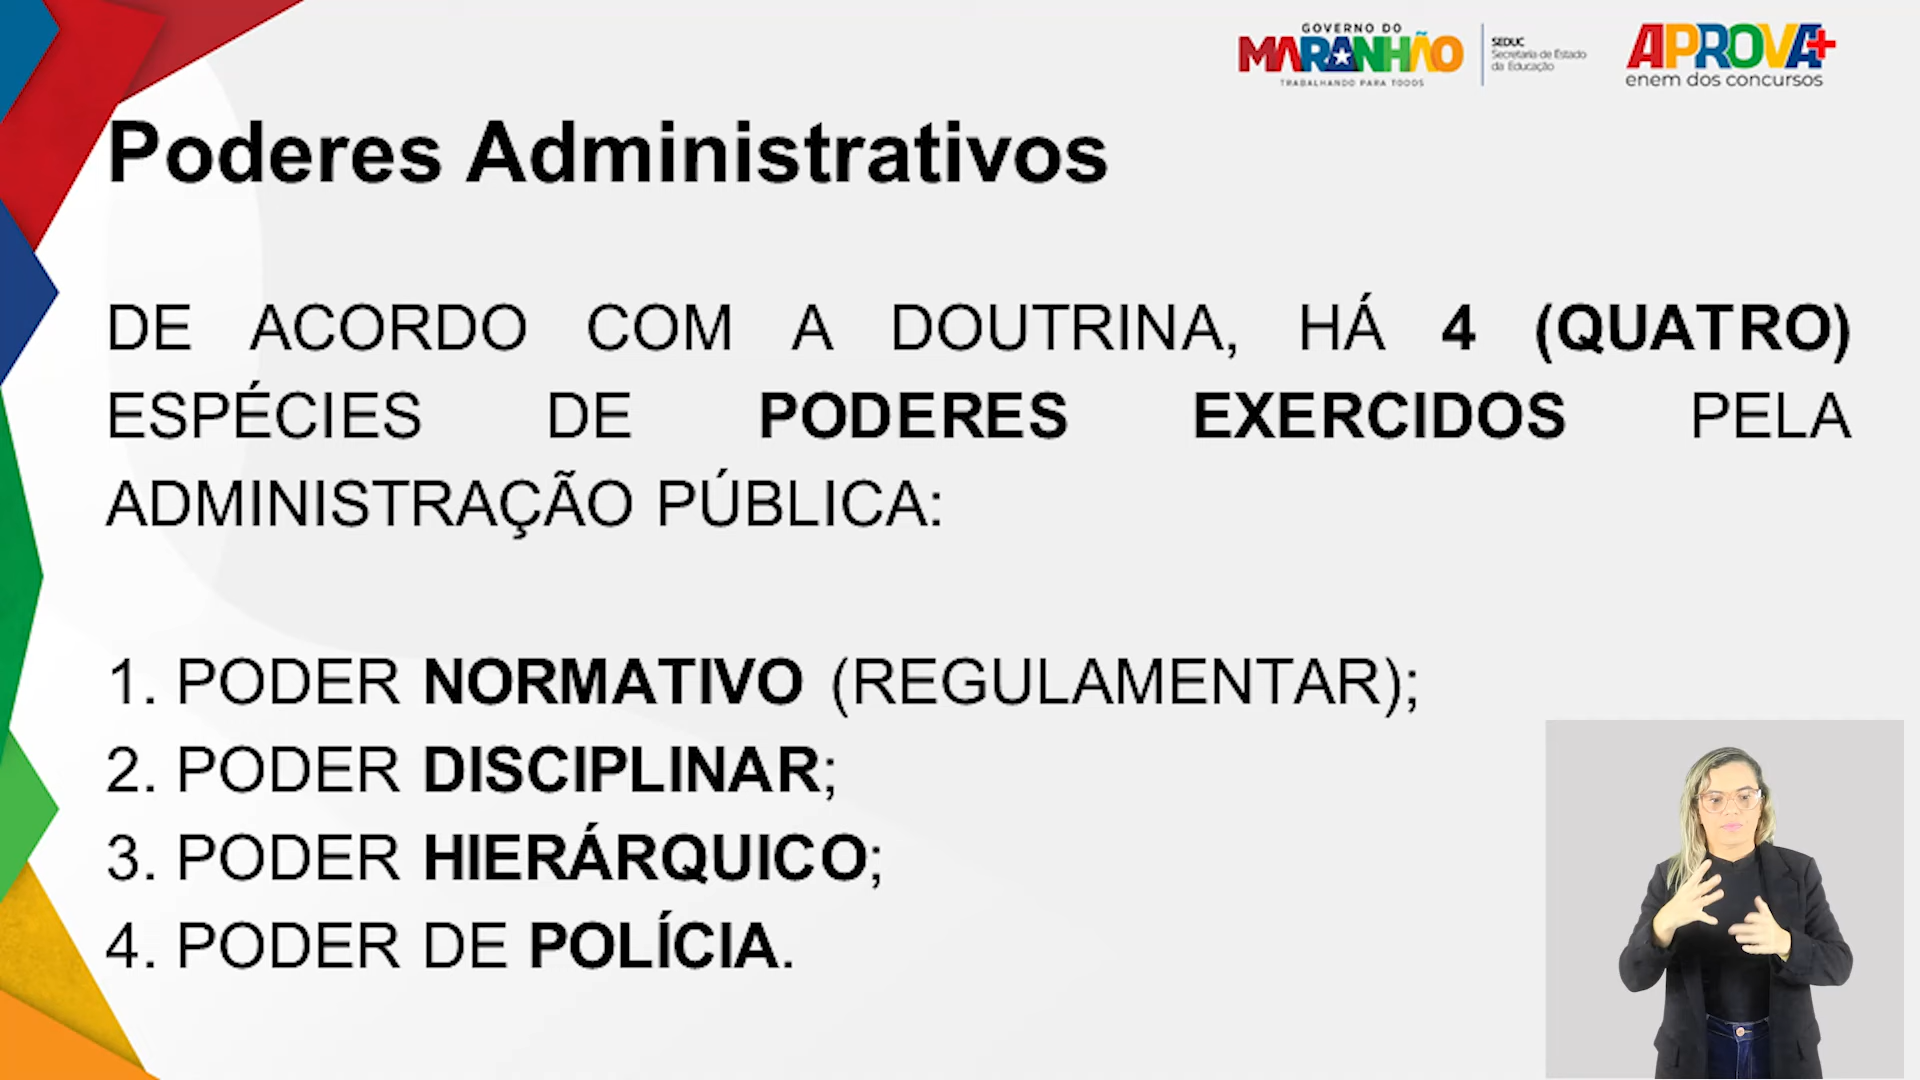 GOVERNO DO
MARANHÃO
TRABALHANDO PARA TODOS
SEDUC
Secretaria de Estado
da Educação
APROVA+
enem dos concursos
Poderes Administrativos
DE ACORDO COM A DOUTRINA, HÁ 4 (QUATRO)
ESPÉCIES DE PODERES EXERCIDOS PELA
ADMINISTRAÇÃO PÚBLICA:
1. PODER NORMATIVO (REGULAMENTAR);
2. PODER DISCIPLINAR;
3. PODER HIERÁRQUICO;
4. PODER DE POLÍCIA.